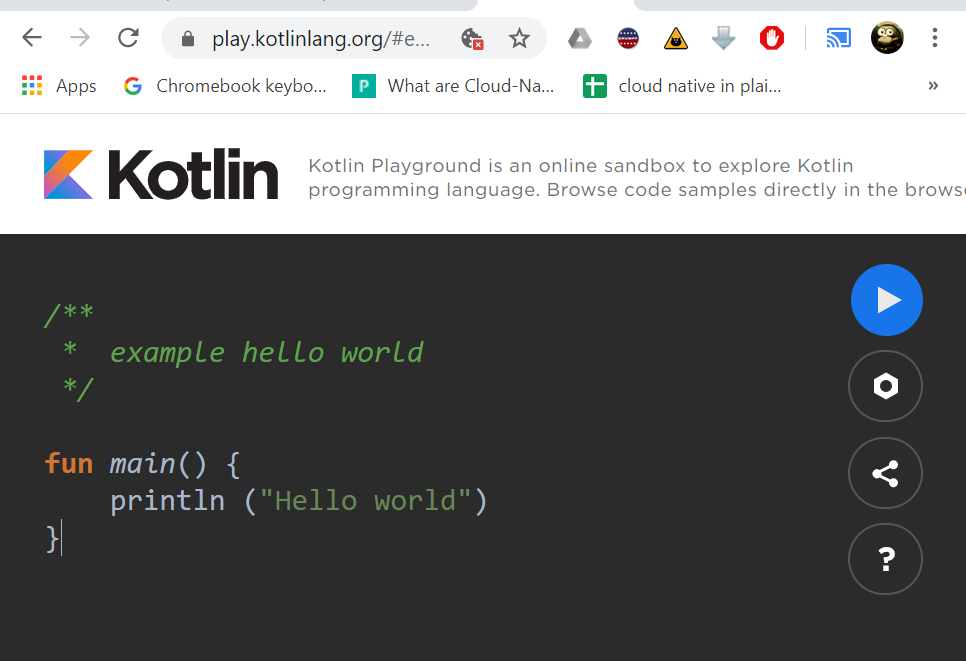 play.kotlinlang.org/#e...
Apps
Chromebook keybo...
What are Cloud-Na...
cloud native in plai...
»
Kotlin
Kotlin Playground is an online sandbox to explore Kotlin
programming language. Browse code samples directly in the browse
/**
 *  example hello world
 */
fun main() {
    println ("Hello world")
}
?